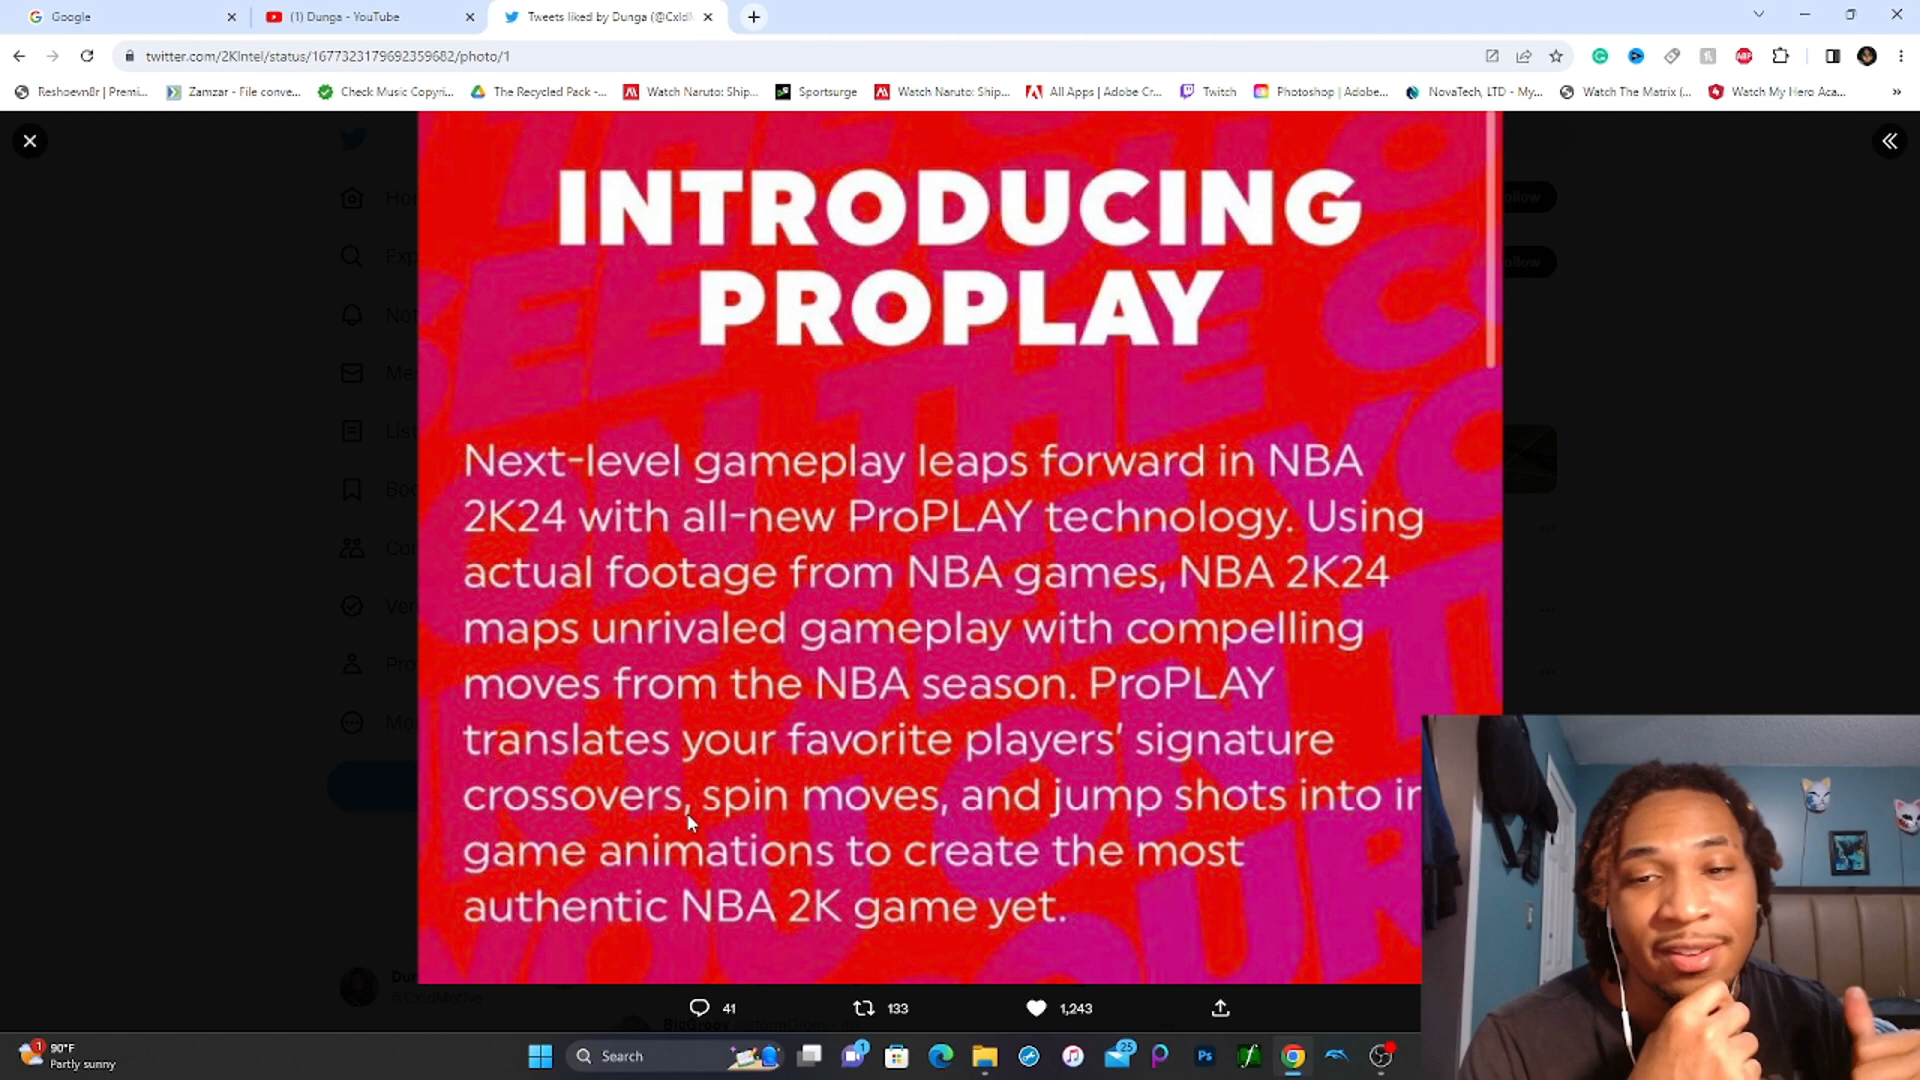 Google
(1) Dunga - YouTube
Tweets liked by Dunga (@Cxld
twitter.com/2KIntel/status/1677323179692359682/photo/1
Reshoevn8r | Premi...
Zamzar - File conve...
Check Music Copyri...
The Recycled Pack -...
Watch Naruto: Ship...
Sportsurge
Watch Naruto: Ship...
All Apps | Adobe Cr...
Twitch
Photoshop | Adobe...
NovaTech, LTD - My...
Watch The Matrix (...
Watch My Hero Aca...
INTRODUCING
PROPLAY
Next-level gameplay leaps forward in NBA
2K24 with all-new ProPLAY technology. Using
actual footage from NBA games, NBA 2K24
maps unrivaled gameplay with compelling
moves from the NBA season. ProPLAY
translates your favorite players' signature
crossovers, spin moves, and jump shots into in
game animations to create the most
authentic NBA 2K game yet.
41
133
1,243
90°F
Partly sunny
Search
1
25
Ps